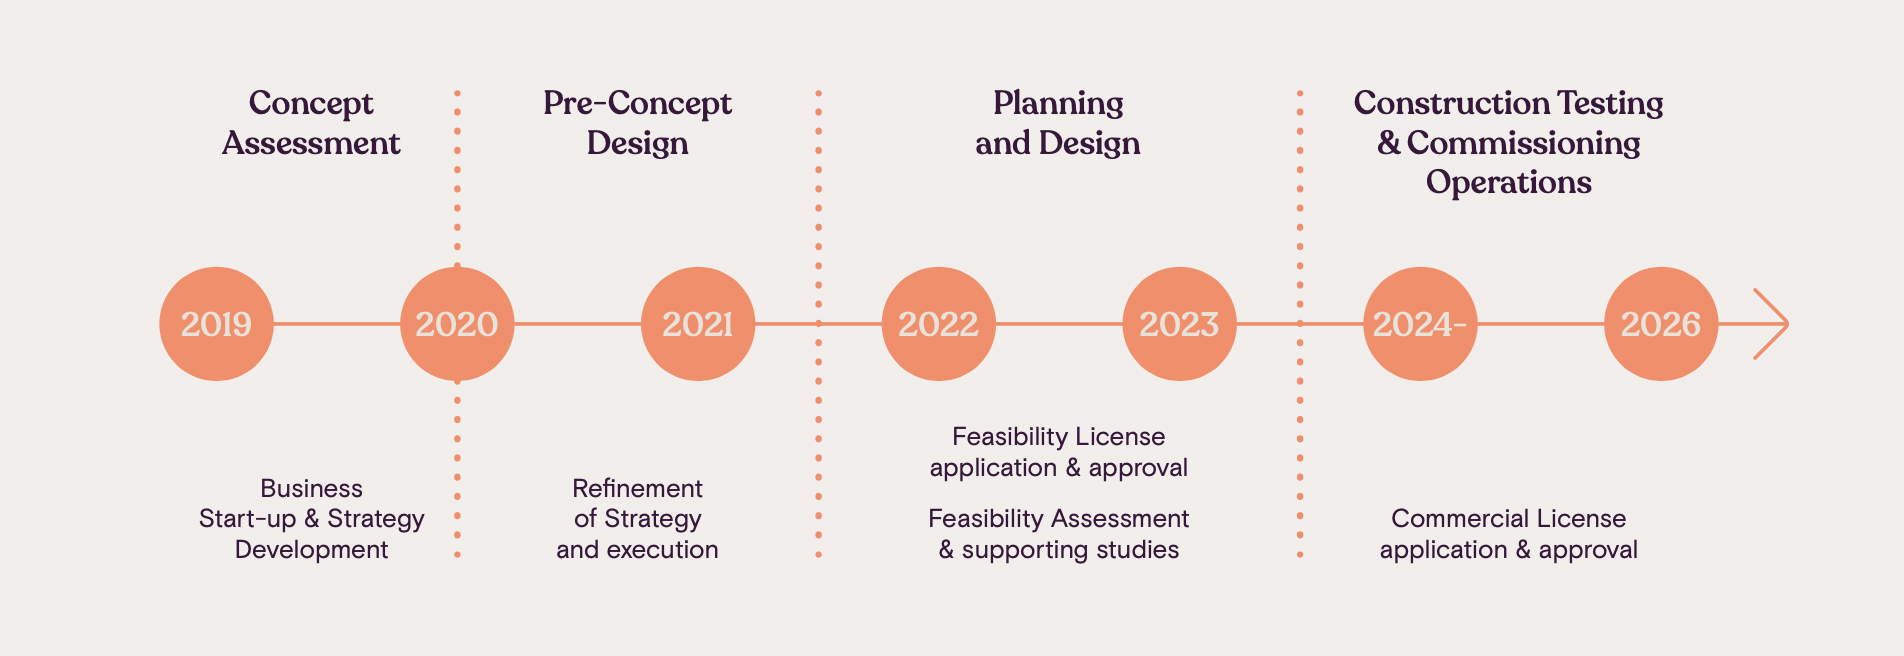 Concept
Assessment
Pre-Concept
Design
Planning
and Design
Construction Testing
& Commissioning
Operations
2019
2020
2021
2022
2023
2024-
2026
Business
Start-up & Strategy
Development
Refinement
of Strategy
and execution
Feasibility License
application & approval
Feasibility Assessment
& supporting studies
Commercial License
application & approval